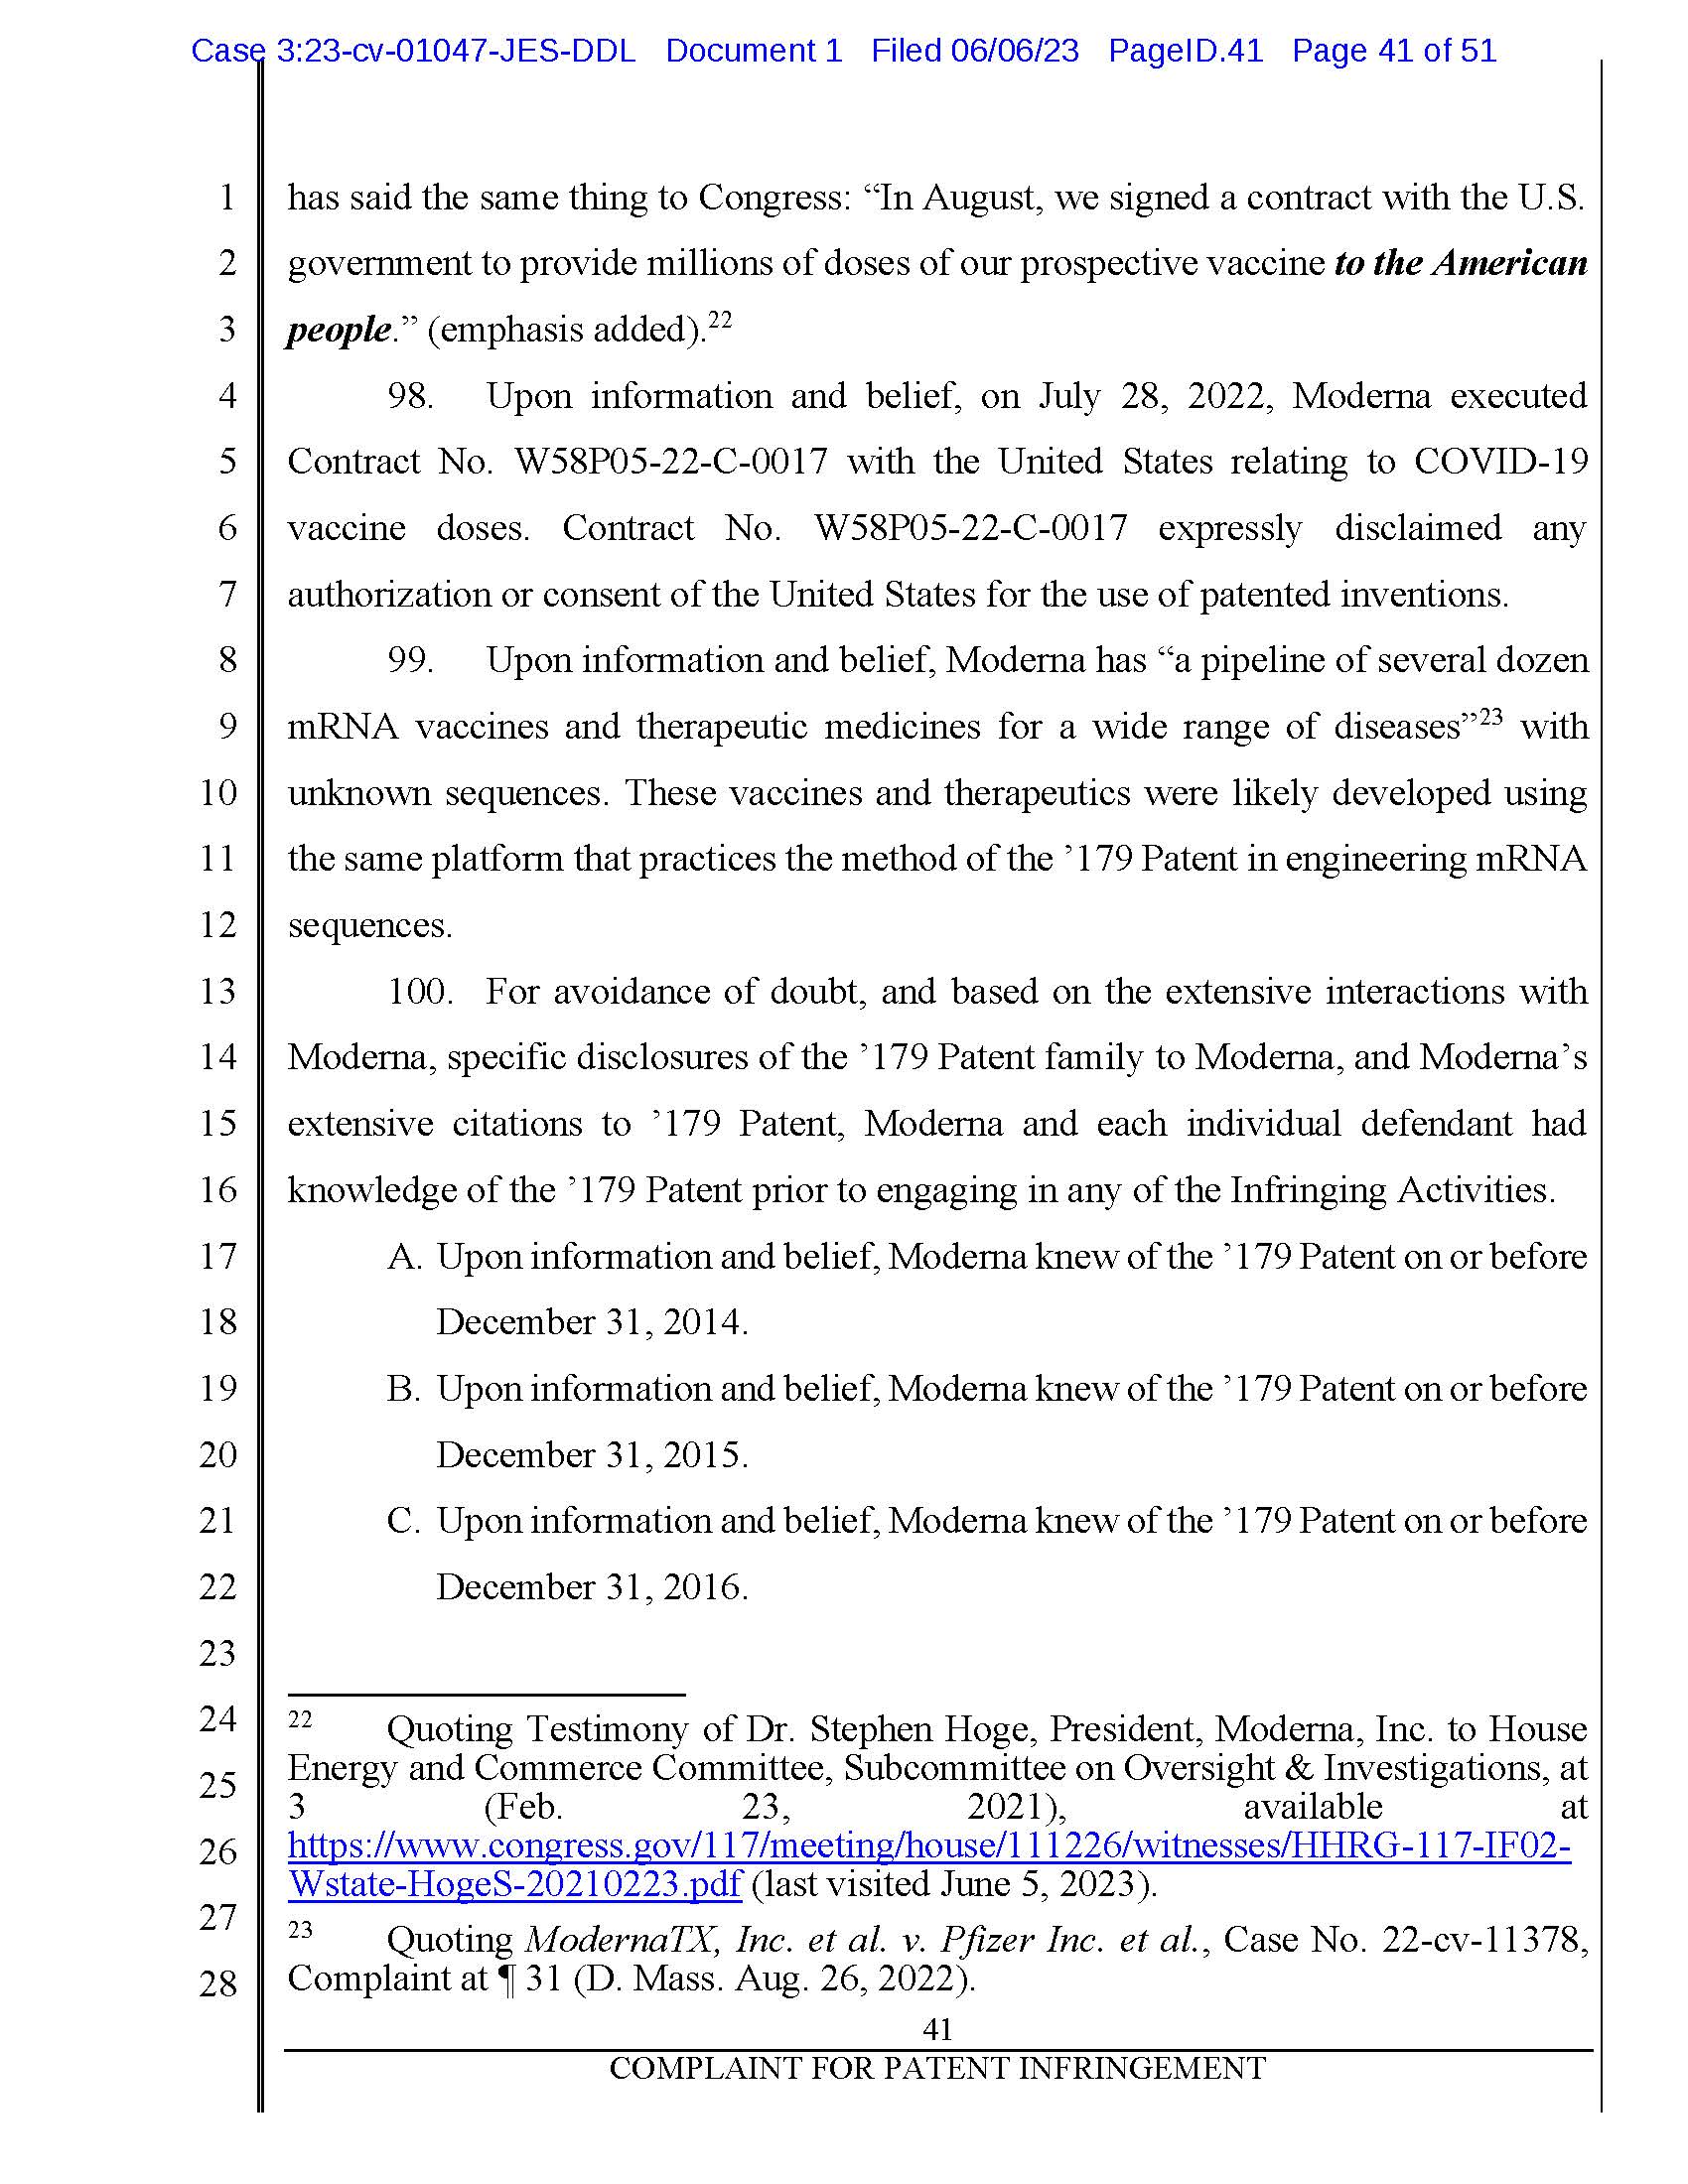 Case 3:23-cv-01047-JES-DDL Document 1 Filed 06/06/23 PageID.41 Page 41 of 51
1 has said the same thing to Congress: “In August, we signed a contract with the U.S.
2 government to provide millions of doses of our prospective vaccine to the American
3 people.” (emphasis added).22
4 98. Upon information and belief, on July 28, 2022, Moderna executed
5 Contract No. W58P05-22-C-0017 with the United States relating to COVID-19
6 vaccine doses. Contract No. W58P05-22-C-0017 expressly disclaimed any
7 authorization or consent of the United States for the use of patented inventions.
8 99. Upon information and belief, Moderna has “a pipeline of several dozen
9 mRNA vaccines and therapeutic medicines for a wide range of diseases”23 with
10 unknown sequences. These vaccines and therapeutics were likely developed using
11 the same platform that practices the method of the ’179 Patent in engineering mRNA
12 sequences.
13 100. For avoidance of doubt, and based on the extensive interactions with
14 Moderna, specific disclosures of the ’179 Patent family to Moderna, and Moderna’s
15 extensive citations to ’179 Patent, Moderna and each individual defendant had
16 knowledge of the ’179 Patent prior to engaging in any of the Infringing Activities.
17 A. Upon information and belief, Moderna knew of the ’179 Patent on or before
18 December 31, 2014.
19 B. Upon information and belief, Moderna knew of the ’179 Patent on or before
20 December 31, 2015.
21 C. Upon information and belief, Moderna knew of the ’179 Patent on or before
22 December 31, 2016.
23
24 22 Quoting Testimony of Dr. Stephen Hoge, President, Moderna, Inc. to House
Energy and Commerce Committee, Subcommittee on Oversight & Investigations, at
25 3 (Feb. 23, 2021), available at
26 https://www.congress.gov/117/meeting/house/111226/witnesses/HHRG-117-IF02-
Wstate-HogeS-20210223.pdf (last visited June 5, 2023).
27 23 Quoting ModernaTX, Inc. et al. v. Pfizer Inc. et al., Case No. 22-cv-11378,
28 Complaint at ¶ 31 (D. Mass. Aug. 26, 2022).
41
COMPLAINT FOR PATENT INFRINGEMENT